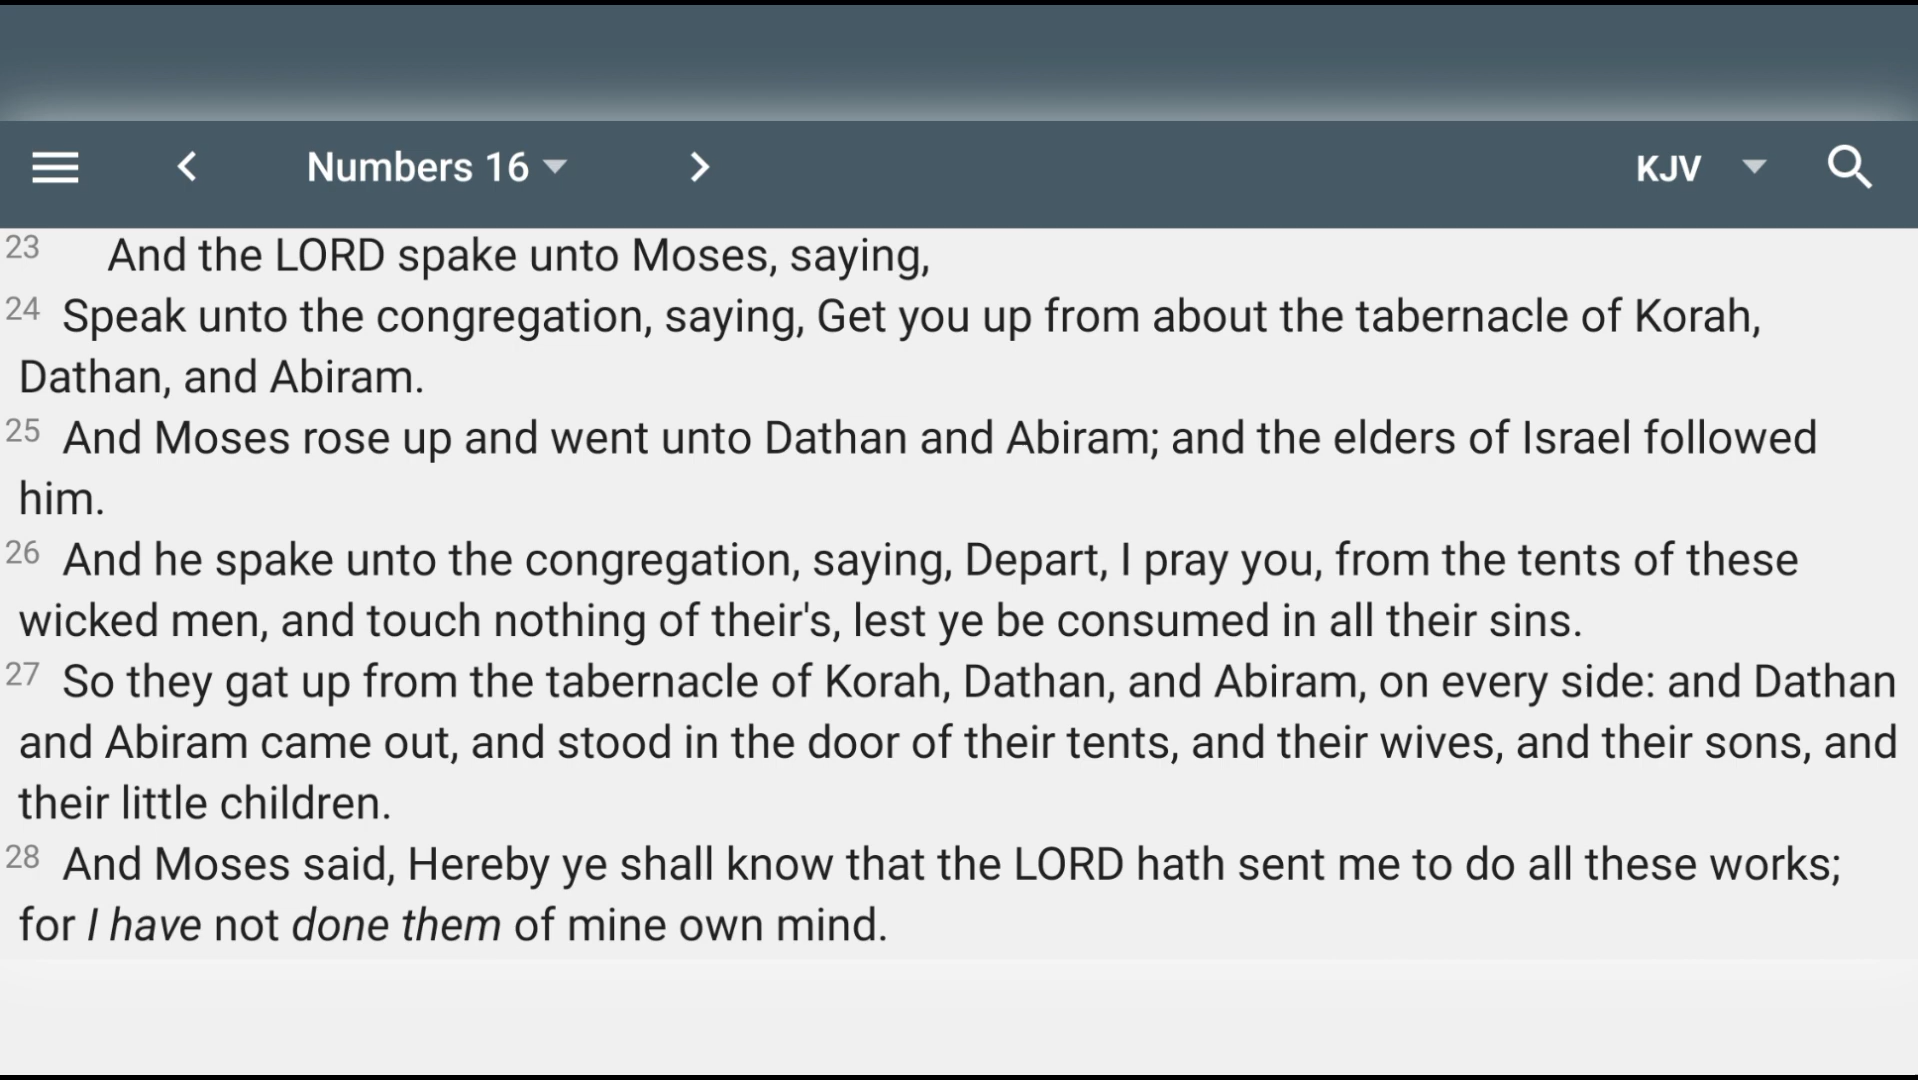 Numbers 16
KJV
23 And the LORD spake unto Moses, saying,
24 Speak unto the congregation, saying, Get you up from about the tabernacle of Korah,
Dathan, and Abiram.
25 And Moses rose up and went unto Dathan and Abiram; and the elders of Israel followed
him.
26 And he spake unto the congregation, saying, Depart, I pray you, from the tents of these
wicked men, and touch nothing of their's, lest ye be consumed in all their sins.
27 So they gat up from the tabernacle of Korah, Dathan, and Abiram, on every side: and Dathan
and Abiram came out, and stood in the door of their tents, and their wives, and their sons, and
their little children.
28 And Moses said, Hereby ye shall know that the LORD hath sent me to do all these works;
for I have not done them of mine own mind.